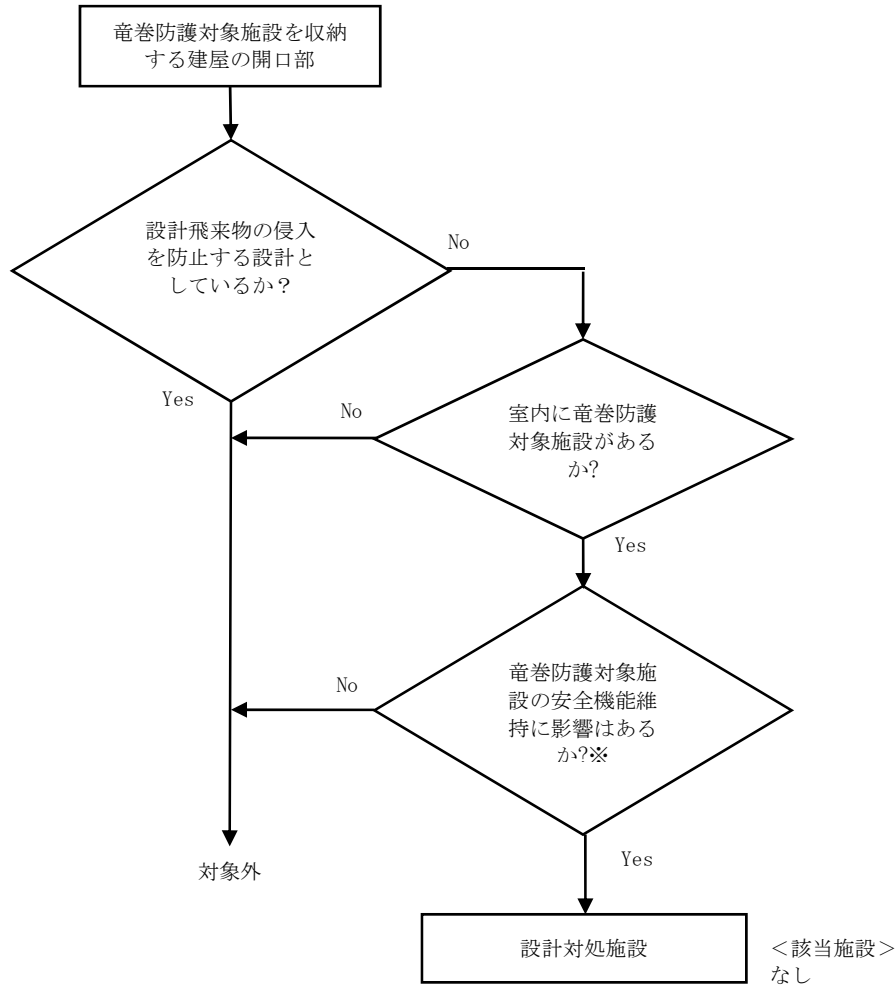 竜巻防護対象施設を収納
する建屋の開口部
設計飛来物の侵入
を防止する設計と
しているか？
No
Yes
No
室内に竜巻防護
対象施設がある
か?
Yes
No
竜巻防護対象施
設の安全機能維
持に影響はある
か?※
Yes
対象外
設計対処施設
＜該当施設＞
なし